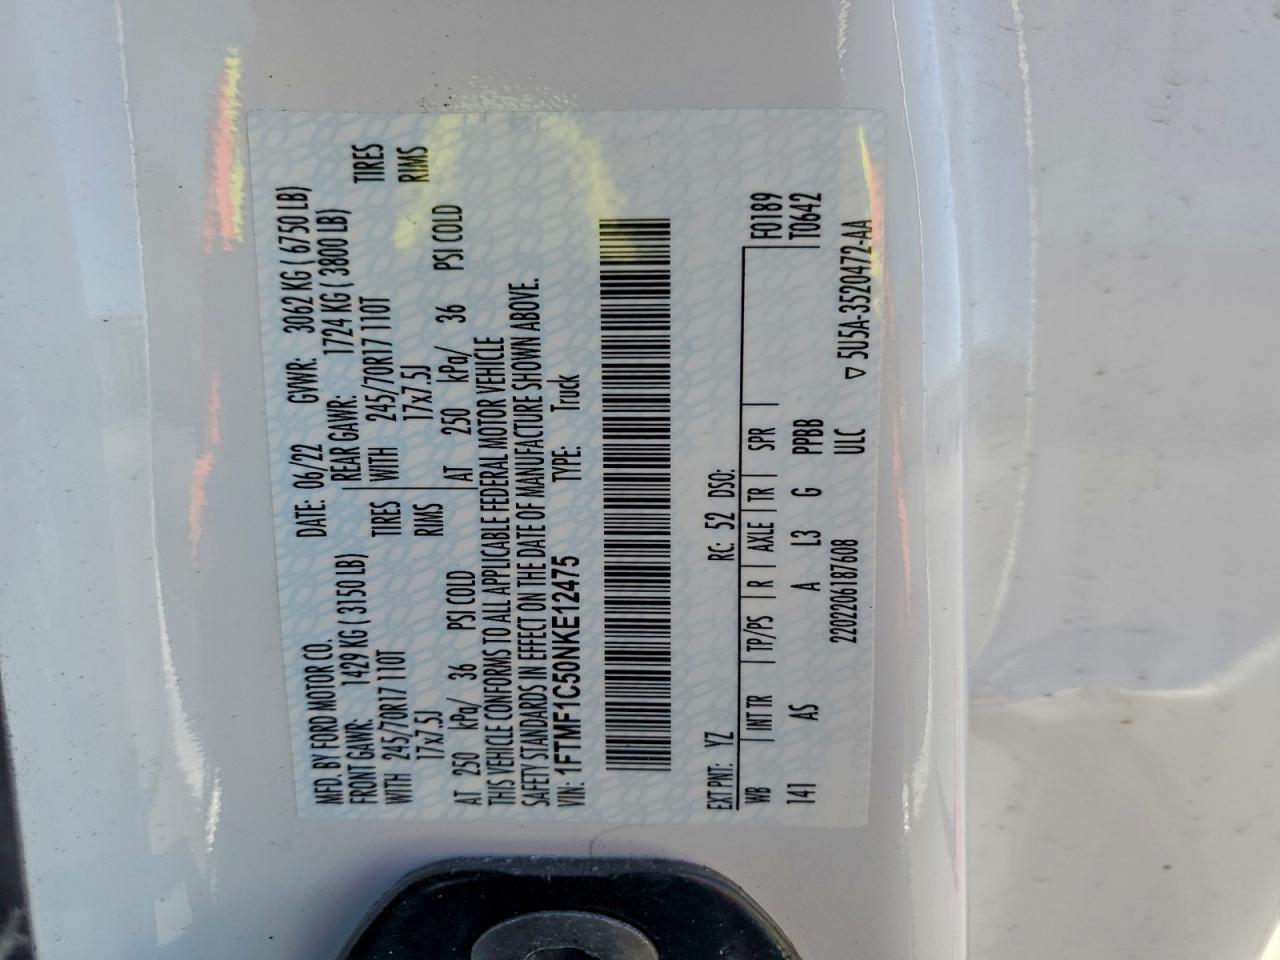 MFD. BY FORD MOTOR CO.
DATE: 06/22 GVWR: 3062 KG ( 6750 LB)
FRONT GAWR: 1429 KG ( 3150 LB) REAR GAWR: 1724 KG ( 3800 LB)
WITH 245/70R17 110T TIRES WITH 245/70R17 110T TIRES
17x7.5J RIMS 17x7.5J RIMS
AT 250 kPa/ 36 PSI COLD AT 250 kPa/ 36 PSI COLD
THIS VEHICLE CONFORMS TO ALL APPLICABLE FEDERAL MOTOR VEHICLE
SAFETY STANDARDS IN EFFECT ON THE DATE OF MANUFACTURE SHOWN ABOVE.
VIN: 1FTMF1C50NKE12475 TYPE: Truck
F0189
T0642
EXT PNT: YZ RC: 52 DSO:
WB | INT TR | TP/PS | R | AXLE | TR | SPR |
141 AS A L3 G PPBB
ULC
2202206187608
▽ 5U5A-3520472-AA